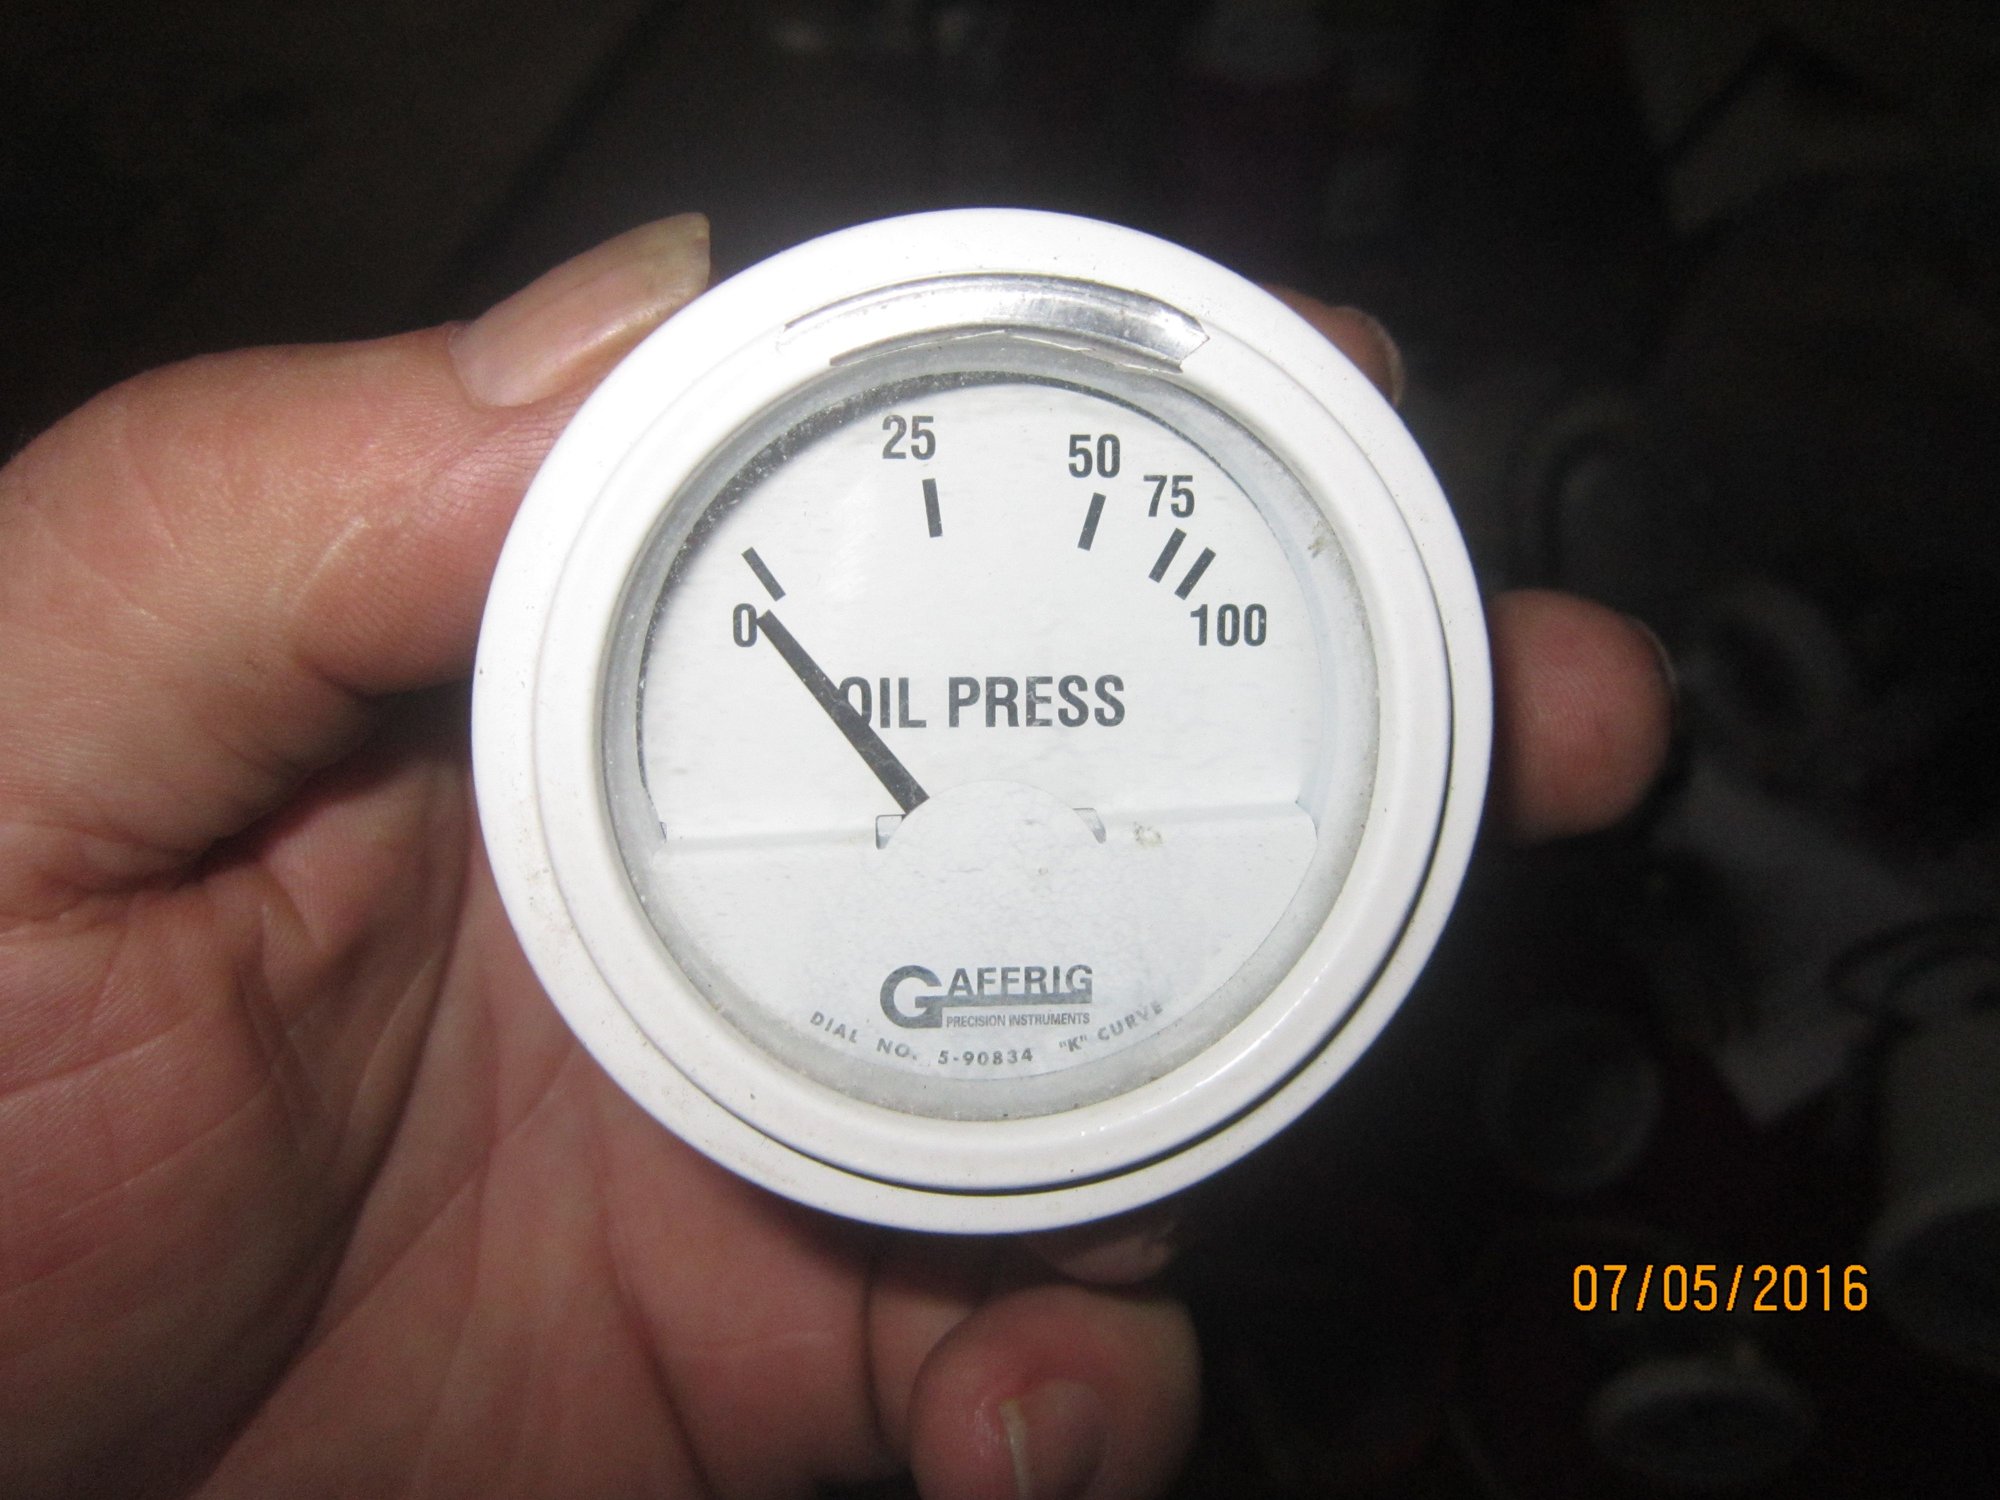 25
50
75
0
100
OIL PRESS
GAFFRIG
PRECISION INSTRUMENTS
DIAL NO. 5-90834 "K" CURVE
07/05/2016